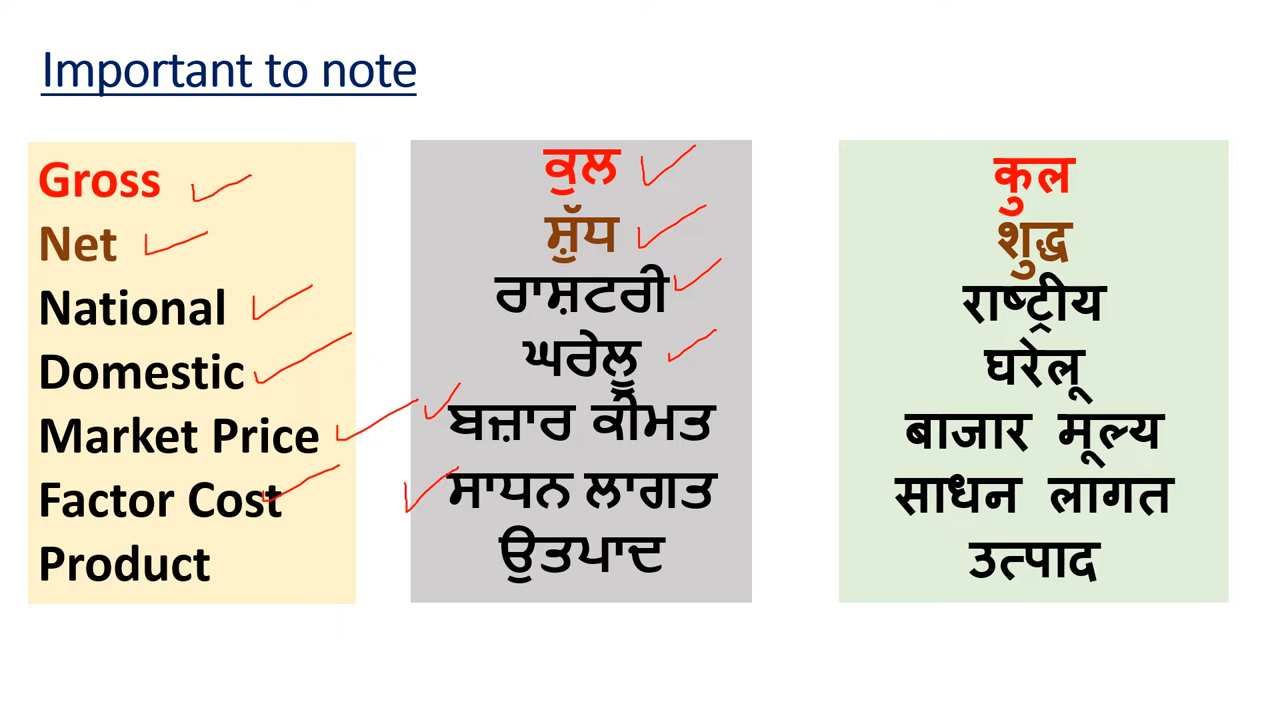 Important to note
Gross
Net
National
Domestic
Market Price
Factor Cost
Product
ਕੁਲ
ਸ਼ੁੱਧ
ਰਾਸ਼ਟਰੀ
ਘਰੇਲੂ
ਬਜ਼ਾਰ ਕੀਮਤ
ਸਾਧਨ ਲਾਗਤ
ਉਤਪਾਦ
कुल
शुद्ध
राष्ट्रीय
घरेलू
बाजार मूल्य
साधन लागत
उत्पाद